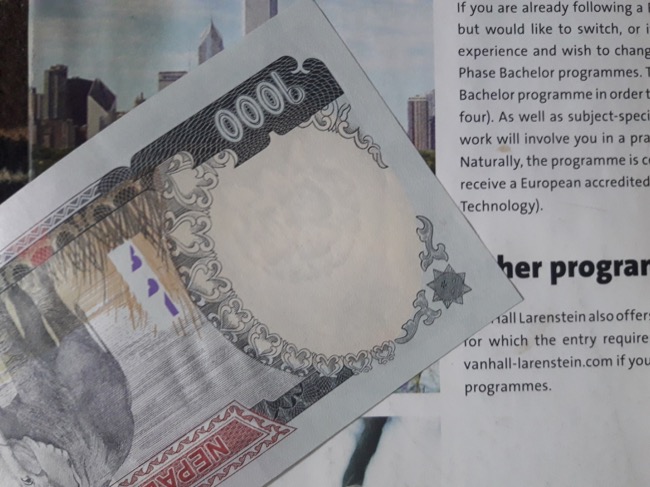 NEPAL
१०००
If you are already following a
but would like to switch, or i
experience and wish to chang
Phase Bachelor programmes. T
Bachelor programme in order t
four). As well as subject-speci
work will involve you in a pra
Naturally, the programme is c
receive a European accredited
Technology).
her program
Hall Larenstein also offer
for which the entry require
vanhall-larenstein.com if you
programmes.